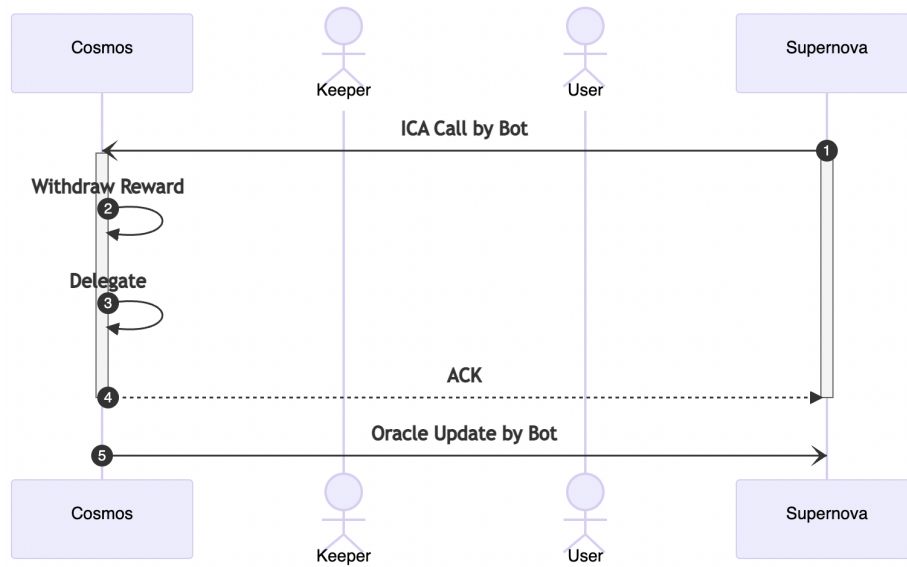 Cosmos
Keeper
User
Supernova
ICA Call by Bot
1
Withdraw Reward
2
Delegate
3
ACK
4
Oracle Update by Bot
5
Cosmos
Keeper
User
Supernova